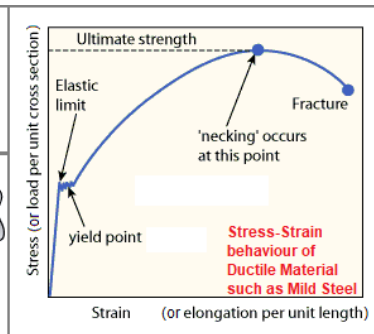 Ultimate strength
Elastic
limit
Fracture
'necking' occurs
at this point
yield point
Stress-Strain
behaviour of
Ductile Material
such as Mild Steel
Stress (or load per unit cross section)
Strain (or elongation per unit length)